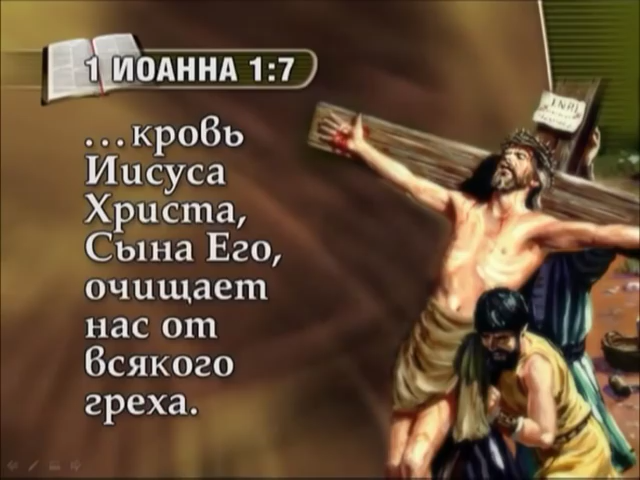 1 ИОАННА 1:7
...кровь
Иисуса
Христа,
Сына Его,
очищает
нас от
всякого
греха.
INRI